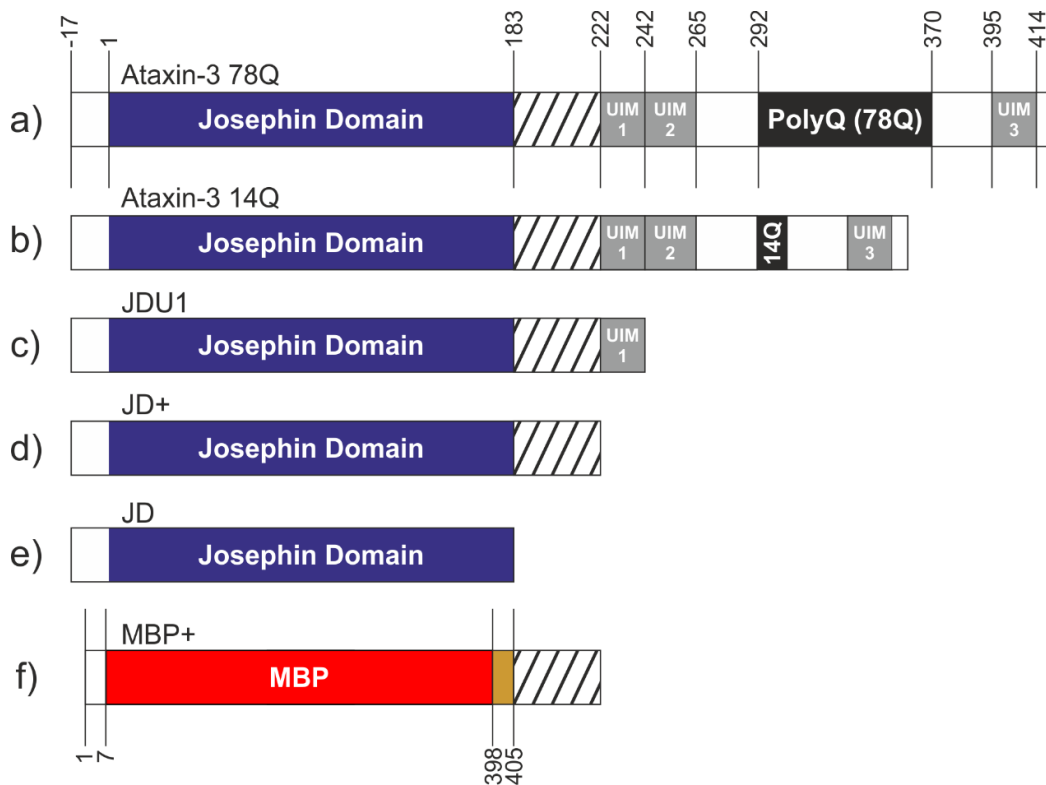 -17 1 183 222 242 265 292 370 395 414
Ataxin-3 78Q
a) Josephin Domain UIM 1 UIM 2 PolyQ (78Q) UIM 3
Ataxin-3 14Q
b) Josephin Domain UIM 1 UIM 2 14Q UIM 3
JDU1
c) Josephin Domain UIM 1
JD+
d) Josephin Domain
JD
e) Josephin Domain
MBP+
f) MBP
1 7 398 405